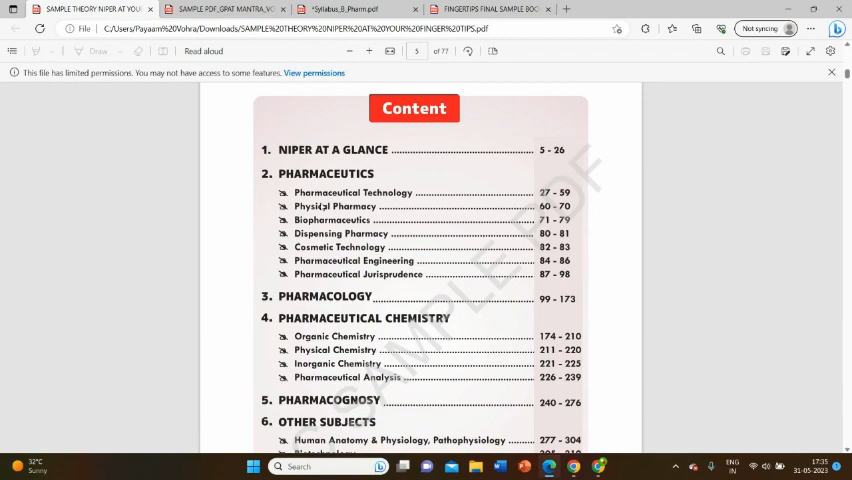 SAMPLE THEORY NIPER AT YOUR
SAMPLE PDF_GPAT MANTRA_VO
*Syllabus_B_Pharm.pdf
FINGERTIPS FINAL SAMPLE BOO
File
C:/Users/Payaam%20Vohra/Downloads/SAMPLE%20THEORY%20NIPER%20AT%20YOUR%20FINGER%20TIPS.pdf
Not syncing
Draw
Read aloud
5
of 77
This file has limited permissions. You may not have access to some features. View permissions
Content
1. NIPER AT A GLANCE 5 - 26
2. PHARMACEUTICS
Pharmaceutical Technology 27 - 59
Physical Pharmacy 60 - 70
Biopharmaceutics 71 - 79
Dispensing Pharmacy 80 - 81
Cosmetic Technology 82 - 83
Pharmaceutical Engineering 84 - 86
Pharmaceutical Jurisprudence 87 - 98
3. PHARMACOLOGY 99 - 173
4. PHARMACEUTICAL CHEMISTRY
Organic Chemistry 174 - 210
Physical Chemistry 211 - 220
Inorganic Chemistry 221 - 225
Pharmaceutical Analysis 226 - 239
5. PHARMACOGNOSY 240 - 276
6. OTHER SUBJECTS
Human Anatomy & Physiology, Pathophysiology 277 - 304
SAMPLE PDF
32°C
Sunny
Search
ENG
IN
17:35
31-05-2023